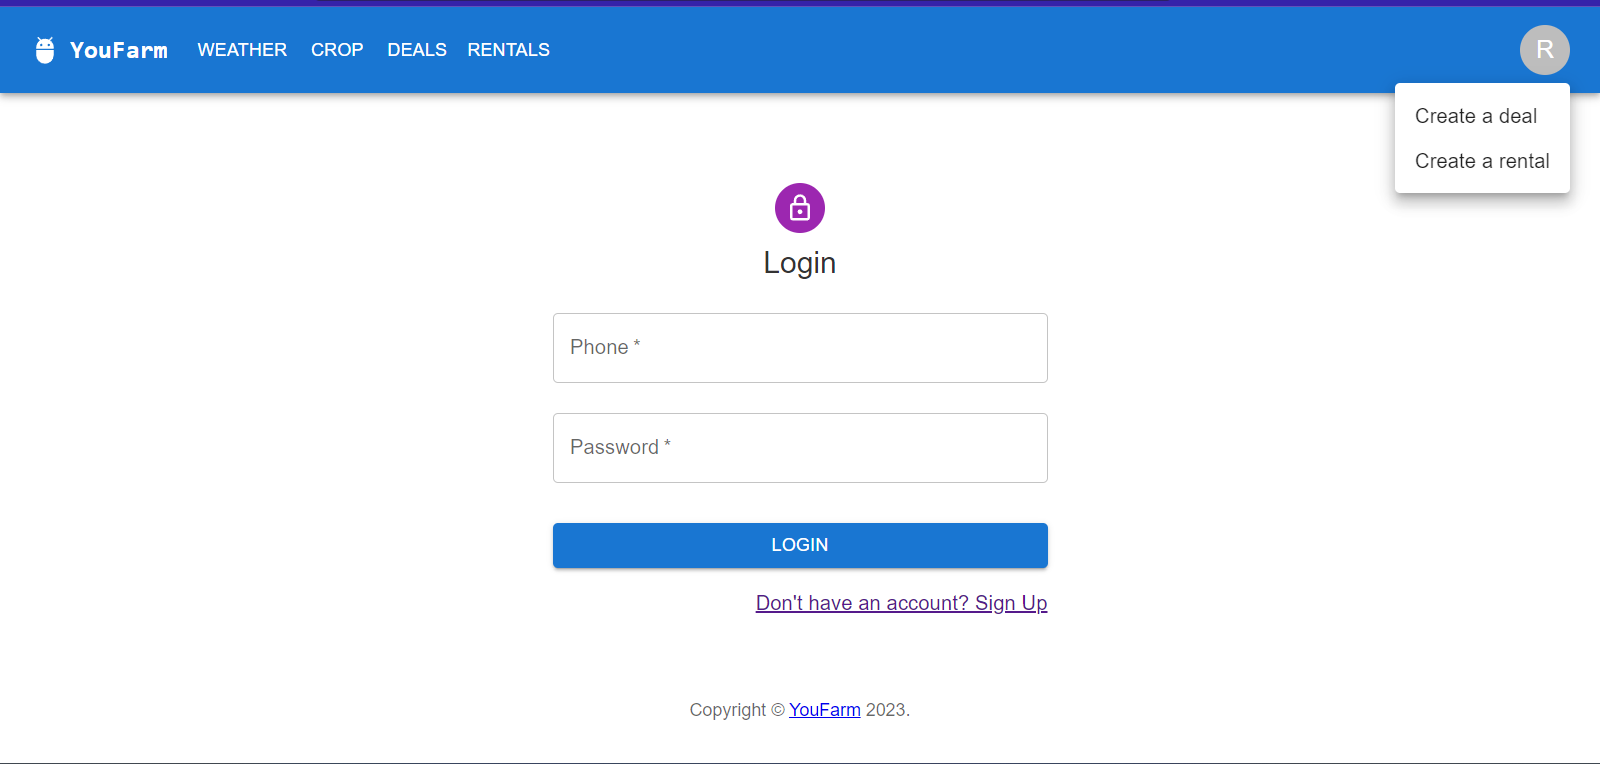 YouFarm WEATHER CROP DEALS RENTALS R
Create a deal
Create a rental
Login
Phone *
Password *
LOGIN
Don't have an account? Sign Up
Copyright © YouFarm 2023.